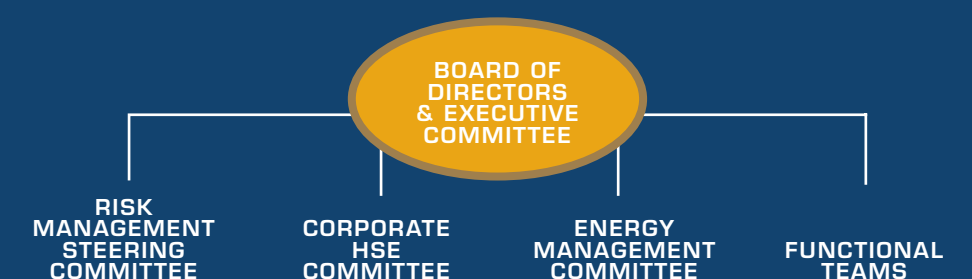 BOARD OF
DIRECTORS
& EXECUTIVE
COMMITTEE
RISK
MANAGEMENT
STEERING
COMMITTEE
CORPORATE
HSE
COMMITTEE
ENERGY
MANAGEMENT
COMMITTEE
FUNCTIONAL
TEAMS